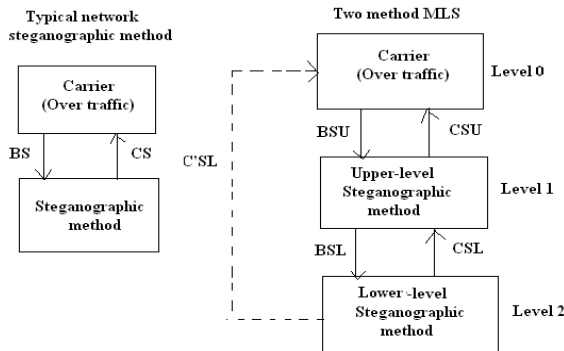 Typical network
steganographic method
Carrier
(Over traffic)
BS
CS
Steganographic
method
Two method MLS
Carrier
(Over traffic)
Level 0
BSU
CSU
C'SL
Upper-level
Steganographic
method
Level 1
BSL
CSL
Lower -level
Steganographic
method
Level 2